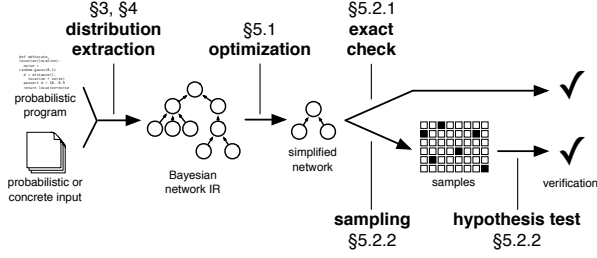 §3, §4
distribution
extraction
§5.1
optimization
§5.2.1
exact
check
probabilistic
program
probabilistic or
concrete input
Bayesian
network IR
simplified
network
samples
verification
sampling
§5.2.2
hypothesis test
§5.2.2